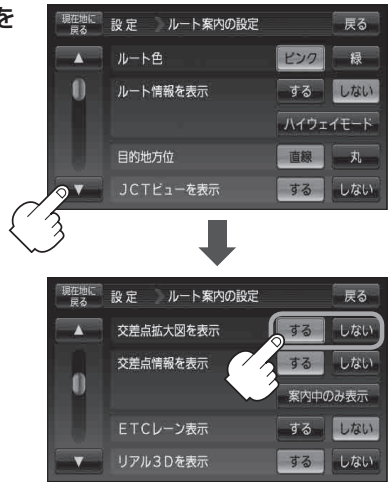 を
現在地に
戻る
設定 ルート案内の設定
戻る
▲
ルート色 ピンク 緑
ルート情報を表示 する しない
ハイウェイモード
目的地方位 直線 丸
▼
JCTビューを表示 する しない
現在地に
戻る
設定 ルート案内の設定
戻る
▲
交差点拡大図を表示 する しない
交差点情報を表示 する しない
案内中のみ表示
ETCレーン表示 する しない
▼
リアル3Dを表示 する しない